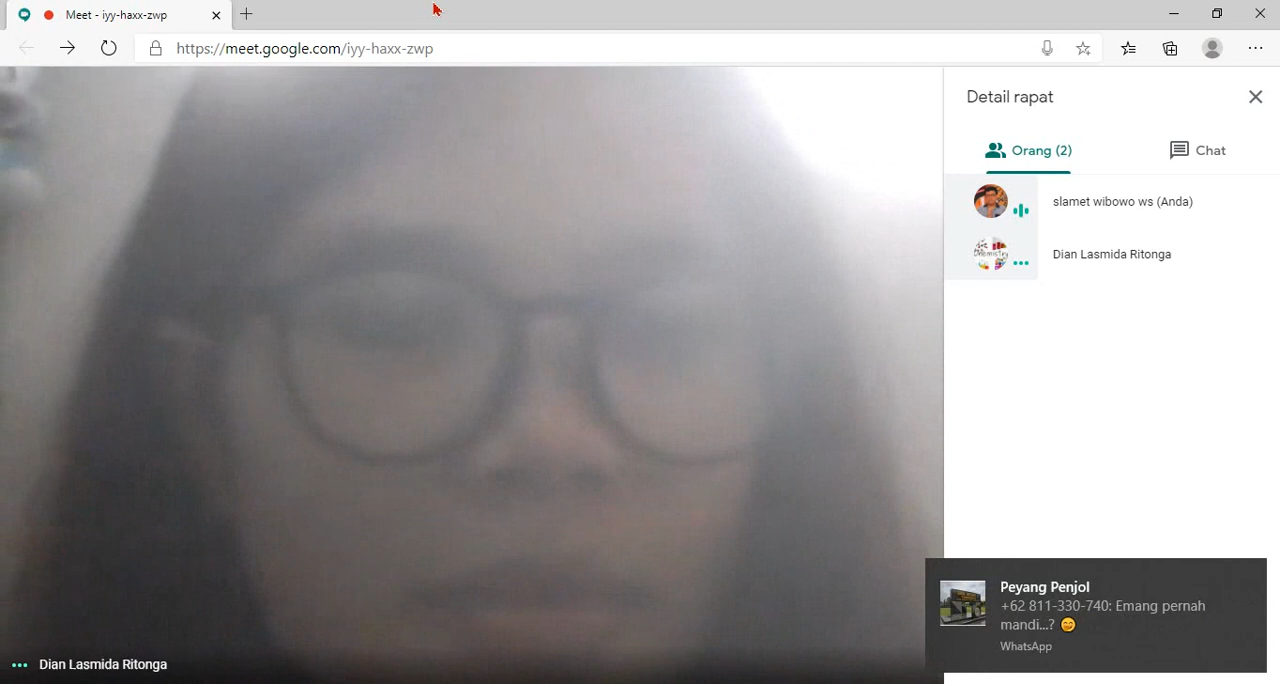 Meet - iyy-haxx-zwp
https://meet.google.com/iyy-haxx-zwp
Detail rapat
Orang (2)
Chat
slamet wibowo ws (Anda)
Dian Lasmida Ritonga
Peyang Penjol
+62 811-330-740: Emang pernah
mandi...? 😊
WhatsApp
Dian Lasmida Ritonga